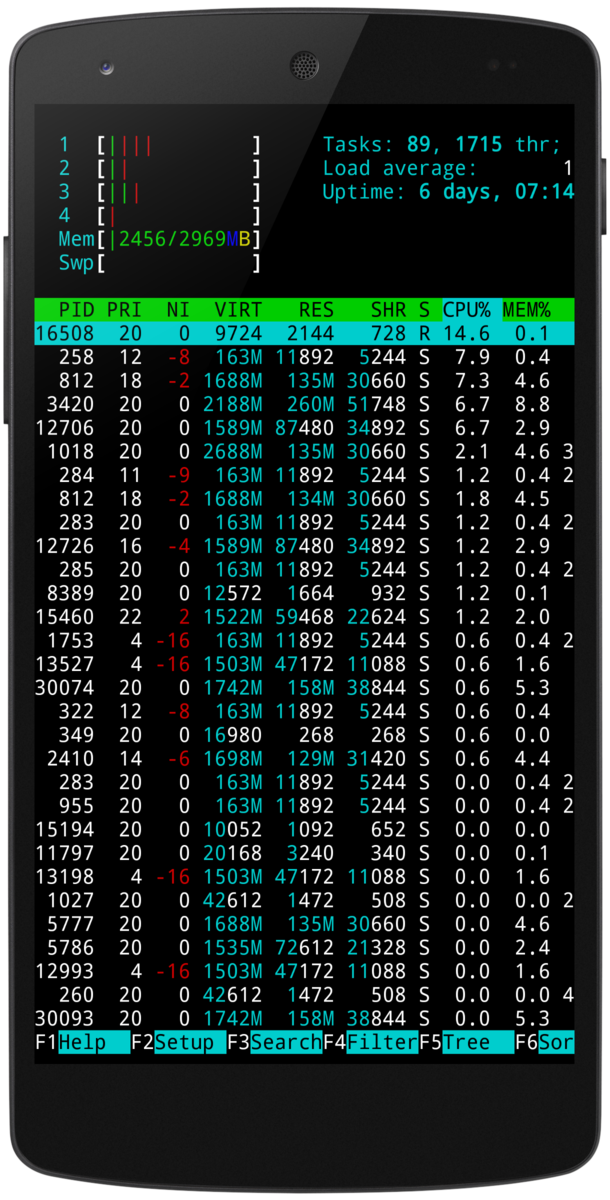 1 [|||| ] Tasks: 89, 1715 thr;
2 [|| ] Load average: 1
3 [||| ] Uptime: 6 days, 07:14
4 [| ]
Mem[|2456/2969MB]
Swp[ ]
PID PRI NI VIRT RES SHR S CPU% MEM%
16508 20 0 9724 2144 728 R 14.6 0.1
258 12 -8 163M 11892 5244 S 7.9 0.4
812 18 -2 1688M 135M 30660 S 7.3 4.6
3420 20 0 2188M 260M 51748 S 6.7 8.8
12706 20 0 1589M 87480 34892 S 6.7 2.9
1018 20 0 2688M 135M 30660 S 2.1 4.6 3
284 11 -9 163M 11892 5244 S 1.2 0.4 2
812 18 -2 1688M 134M 30660 S 1.8 4.5
283 20 0 163M 11892 5244 S 1.2 0.4 2
12726 16 -4 1589M 87480 34892 S 1.2 2.9
285 20 0 163M 11892 5244 S 1.2 0.4 2
8389 20 0 12572 1664 932 S 1.2 0.1
15460 22 2 1522M 59468 22624 S 1.2 2.0
1753 4 -16 163M 11892 5244 S 0.6 0.4 2
13527 4 -16 1503M 47172 11088 S 0.6 1.6
30074 20 0 1742M 158M 38844 S 0.6 5.3
322 12 -8 163M 11892 5244 S 0.6 0.4
349 20 0 16980 268 268 S 0.6 0.0
2410 14 -6 1698M 129M 31420 S 0.6 4.4
283 20 0 163M 11892 5244 S 0.0 0.4 2
955 20 0 163M 11892 5244 S 0.0 0.4 2
15194 20 0 10052 1092 652 S 0.0 0.0
11797 20 0 20168 3240 340 S 0.0 0.1
13198 4 -16 1503M 47172 11088 S 0.0 1.6
1027 20 0 42612 1472 508 S 0.0 0.0 2
5777 20 0 1688M 135M 30660 S 0.0 4.6
5786 20 0 1535M 72612 21328 S 0.0 2.4
12993 4 -16 1503M 47172 11088 S 0.0 1.6
260 20 0 42612 1472 508 S 0.0 0.0 4
30093 20 0 1742M 158M 38844 S 0.0 5.3
F1Help F2Setup F3SearchF4FilterF5Tree F6Sor